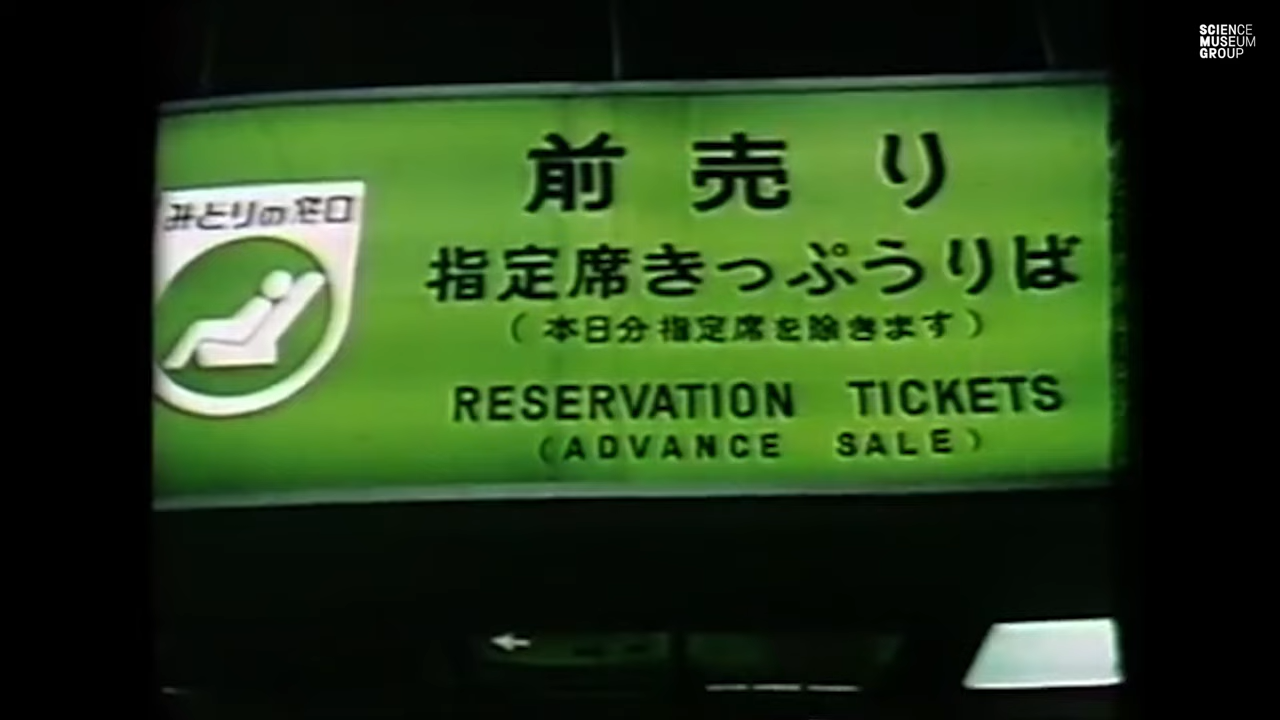 SCIENCE
MUSEUM
GROUP
みどりの窓口
前売り
指定席きっぷうりば
(本日分指定席を除きます)
RESERVATION TICKETS
(ADVANCE SALE)